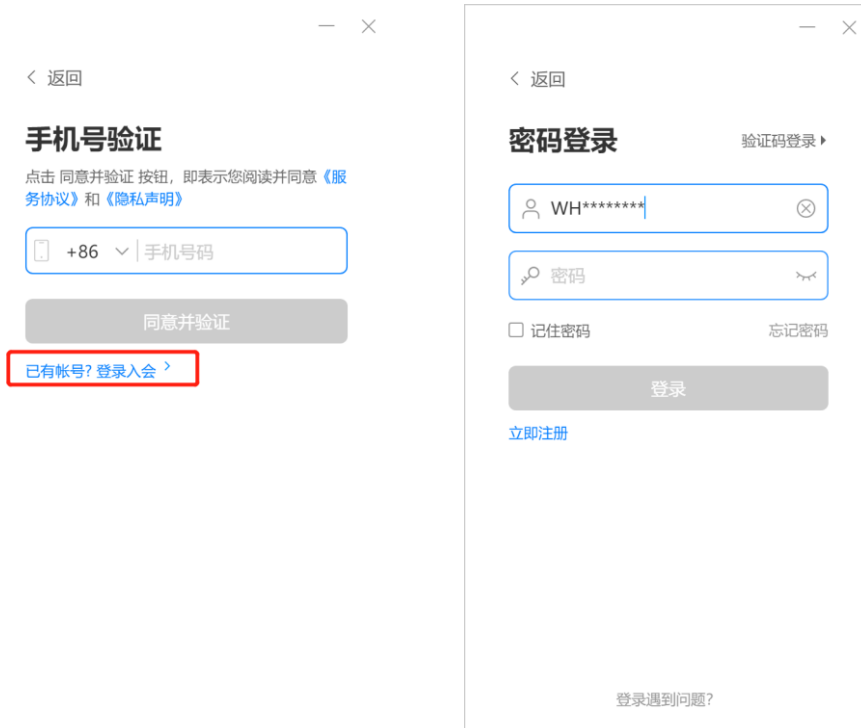 返回
手机号验证
点击 同意并验证 按钮，即表示您阅读并同意《服
务协议》和《隐私声明》
+86 手机号码
同意并验证
已有帐号? 登录入会
返回
密码登录 验证码登录
WH********
密码
记住密码 忘记密码
登录
立即注册
登录遇到问题?